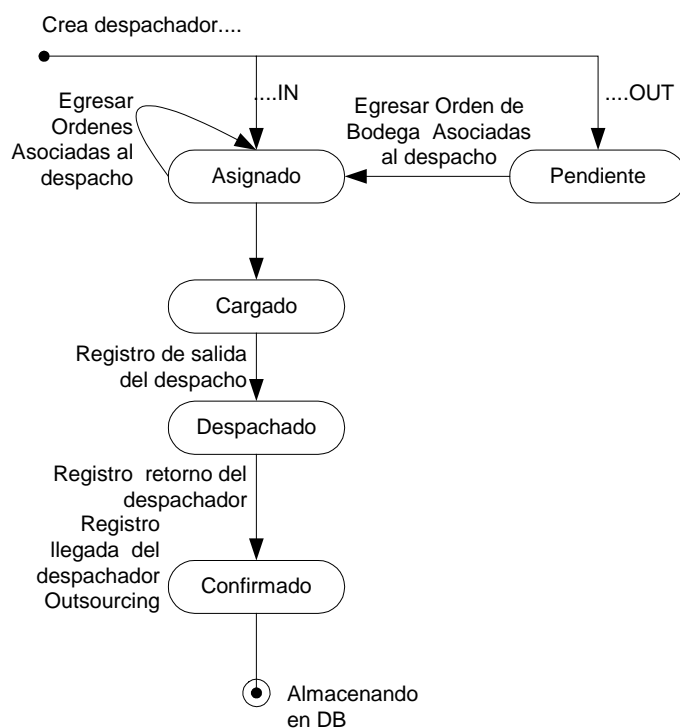 Crea despachador....
....IN
....OUT
Egresar
Ordenes
Asociadas al
despacho
Egresar Orden de
Bodega Asociadas
al despacho
Asignado
Pendiente
Cargado
Registro de salida
del despacho
Despachado
Registro retorno del
despachador
Registro
llegada del
despachador
Outsourcing
Confirmado
Almacenando
en DB